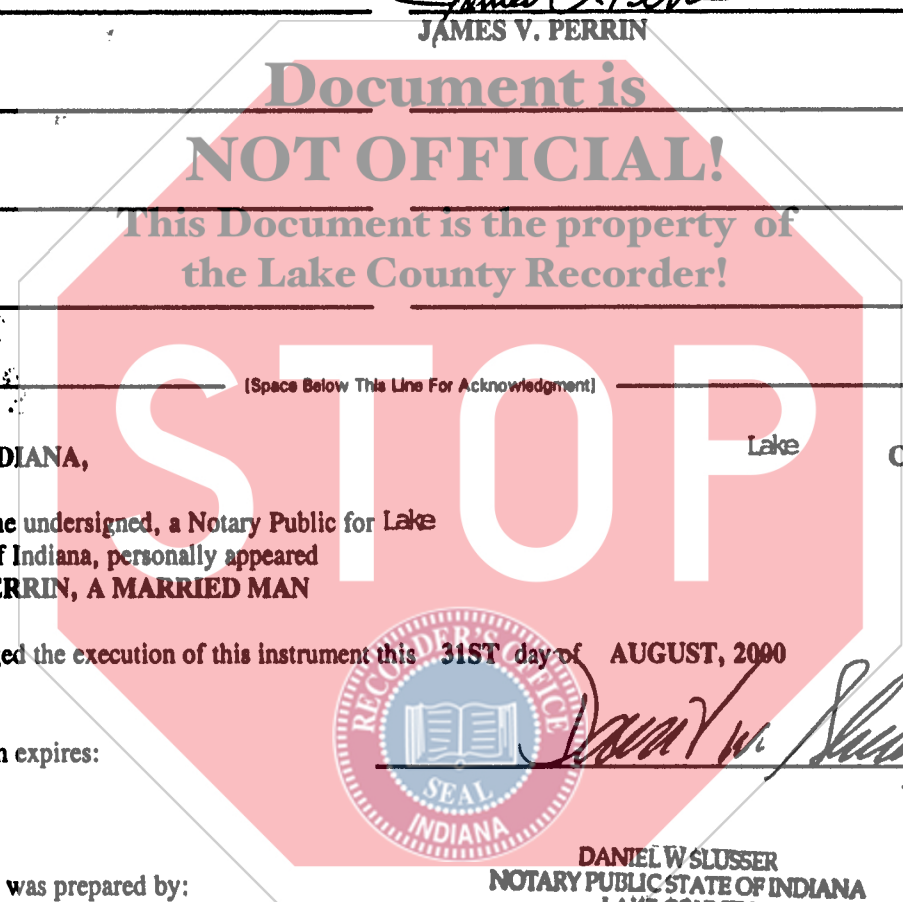 JAMES V. PERRIN
Document is
NOT OFFICIAL!
This Document is the property of
the Lake County Recorder!
STOP
[Space Below This Line For Acknowledgment]
DIANA, Lake
undersigned, a Notary Public for Lake
Indiana, personally appeared
ERRIN, A MARRIED MAN
ed the execution of this instrument this 31ST day of AUGUST, 2000
RECORDER'S OFFICE
Daniel W. Slu
expires:
SEAL
INDIANA
DANIEL W SLUSSER
NOTARY PUBLIC STATE OF INDIANA
was prepared by: